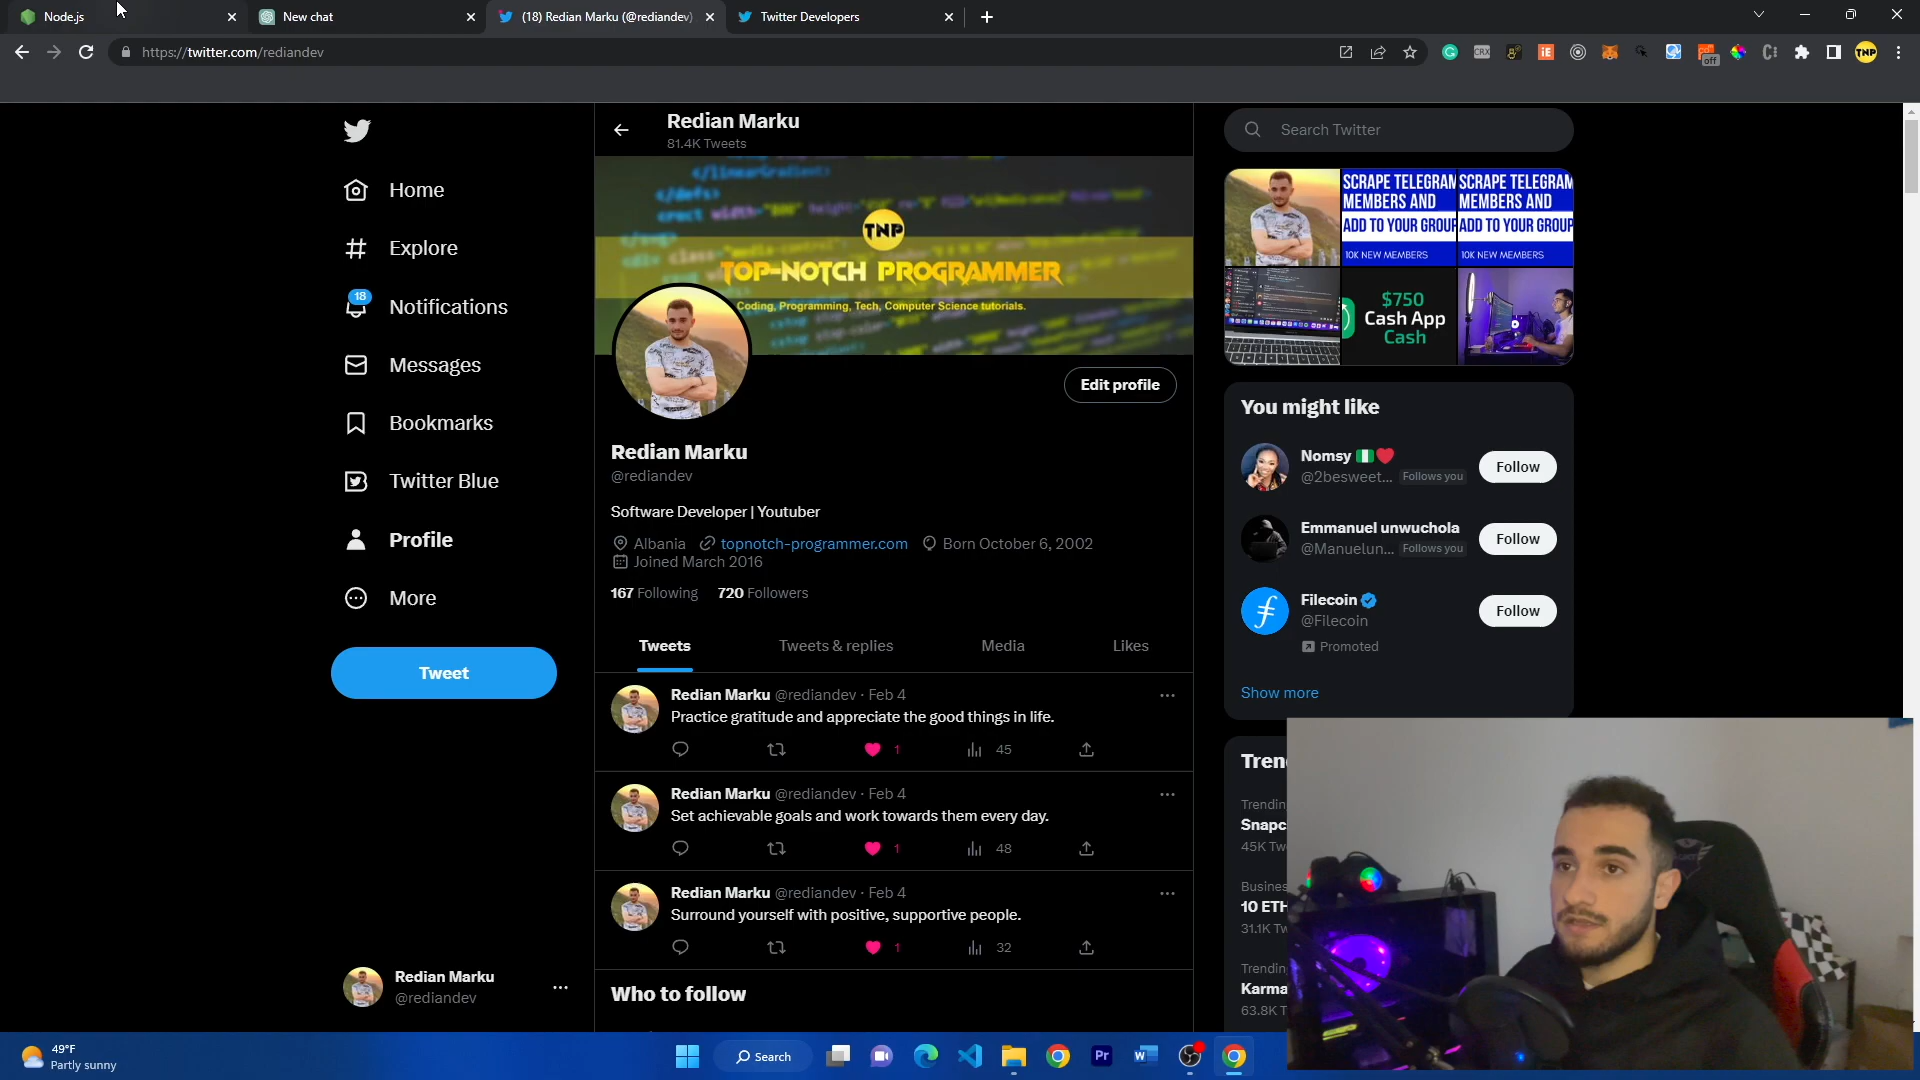 Node.js
New chat
(18) Redian Marku (@rediandev)
Twitter Developers
https://twitter.com/rediandev
CRX
iE
off
TNP
Redian Marku
81.4K Tweets
Search Twitter
Home
Explore
18
Notifications
Messages
Bookmarks
Twitter Blue
Profile
More
Tweet
TNP
TOP-NOTCH PROGRAMMER
Coding, Programming, Tech, Computer Science tutorials.
Edit profile
Redian Marku
@rediandev
Software Developer | Youtuber
Albania topnotch-programmer.com Born October 6, 2002
Joined March 2016
167 Following 720 Followers
Tweets Tweets & replies Media Likes
Redian Marku @rediandev · Feb 4
Practice gratitude and appreciate the good things in life.
1 45
Redian Marku @rediandev · Feb 4
Set achievable goals and work towards them every day.
1 48
Redian Marku @rediandev · Feb 4
Surround yourself with positive, supportive people.
1 32
Who to follow
SCRAPE TELEGRAM
MEMBERS AND
ADD TO YOUR GROUP
10K NEW MEMBERS
SCRAPE TELEGRAM
MEMBERS AND
ADD TO YOUR GROUP
10K NEW MEMBERS
$750
Cash App
Cash
You might like
Nomsy
@2besweet... Follows you
Follow
Emmanuel unwuchola
@Manuelun... Follows you
Follow
Filecoin
@Filecoin
Promoted
Follow
Show more
Tren
Trendin
Snapc
45K Tw
Busines
10 ETH
31.1K Tw
Trendin
Karma
63.8K T
Redian Marku
@rediandev
49°F
Partly sunny
Search
Pr
W